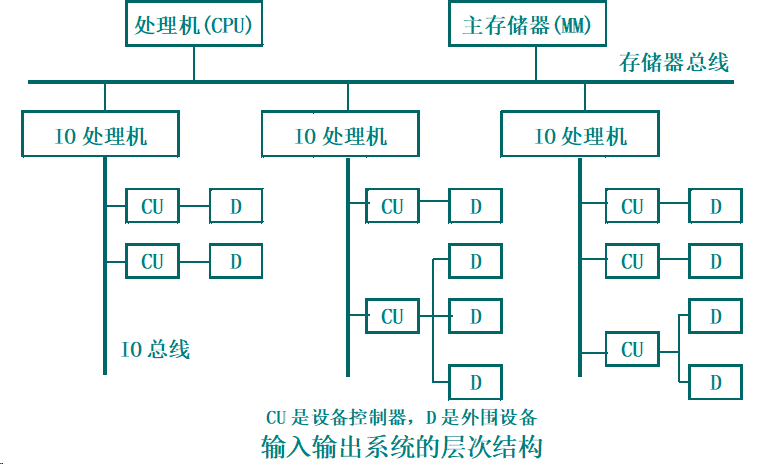 处理机(CPU)
主存储器(MM)
存储器总线
IO 处理机
IO 处理机
IO 处理机
CU
D
CU
D
CU
D
CU
D
CU
D
CU
D
D
D
CU
D
CU
D
D
IO 总线
CU 是设备控制器，D 是外围设备
输入输出系统的层次结构